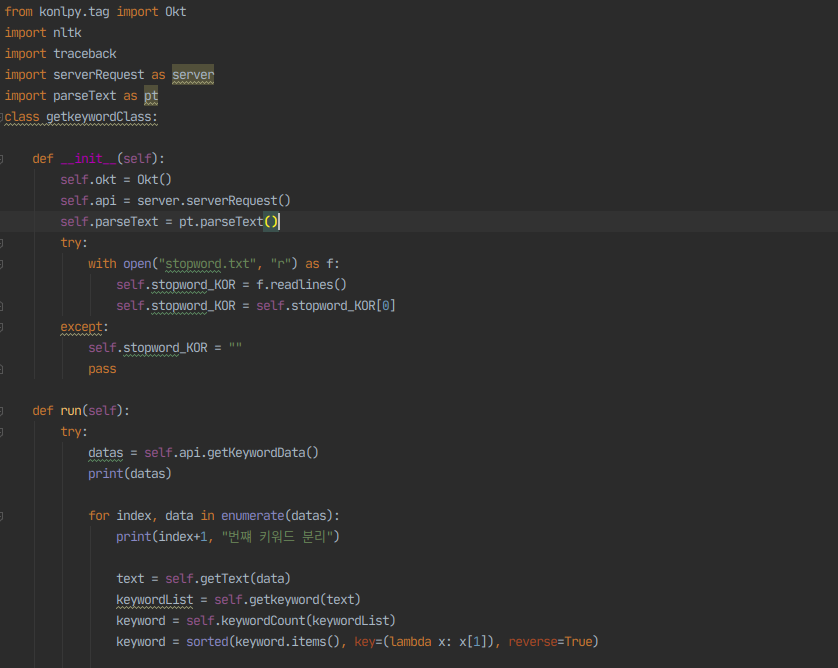 from konlpy.tag import Okt
import nltk
import traceback
import serverRequest as server
import parseText as pt
class getkeywordClass:
def __init__(self):
self.okt = Okt()
self.api = server.serverRequest()
self.parseText = pt.parseText()
try:
with open("stopword.txt", "r") as f:
self.stopword_KOR = f.readlines()
self.stopword_KOR = self.stopword_KOR[0]
except:
self.stopword_KOR = ""
pass
def run(self):
try:
datas = self.api.getKeywordData()
print(datas)
for index, data in enumerate(datas):
print(index+1, "번째 키워드 분리")
text = self.getText(data)
keywordList = self.getkeyword(text)
keyword = self.keywordCount(keywordList)
keyword = sorted(keyword.items(), key=(lambda x: x[1]), reverse=True)